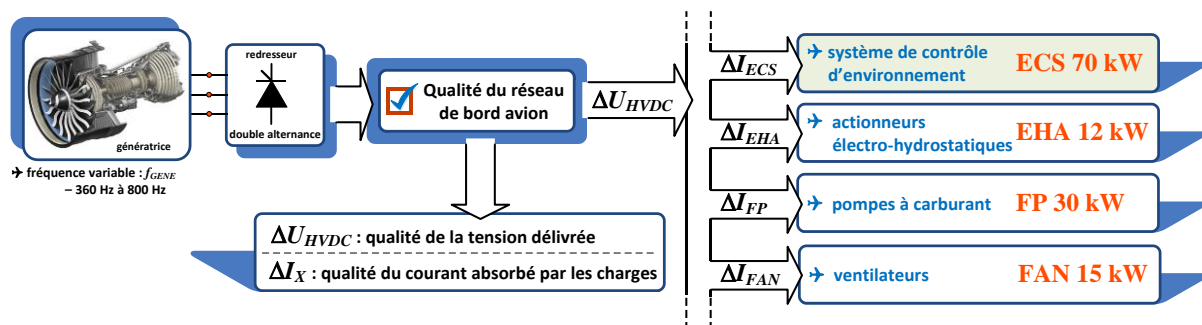 génératrice
✈ fréquence variable : fGENE
– 360 Hz à 800 Hz
redresseur
double alternance
Qualité du réseau
de bord avion
ΔUHVDC
ΔUHVDC : qualité de la tension délivrée
ΔIX : qualité du courant absorbé par les charges
ΔIECS
✈ système de contrôle
d’environnement
ECS 70 kW
ΔIEHA
✈ actionneurs
électro-hydrostatiques
EHA 12 kW
ΔIFP
✈ pompes à carburant
FP 30 kW
ΔIFAN
✈ ventilateurs
FAN 15 kW